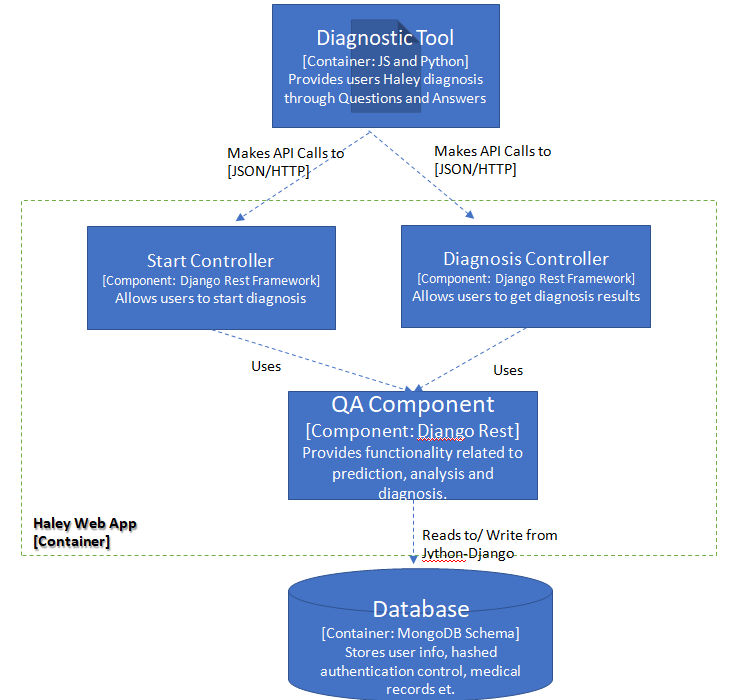 Diagnostic Tool
[Container: JS and Python]
Provides users Haley diagnosis
through Questions and Answers
Makes API Calls to
[JSON/HTTP]
Makes API Calls to
[JSON/HTTP]
Start Controller
[Component: Django Rest Framework]
Allows users to start diagnosis
Diagnosis Controller
[Component: Django Rest Framework]
Allows users to get diagnosis results
Uses
Uses
QA Component
[Component: Django Rest]
Provides functionality related to
prediction, analysis and
diagnosis.
Haley Web App
[Container]
Reads to/ Write from
Jython-Django
Database
[Container: MongoDB Schema]
Stores user info, hashed
authentication control, medical
records et.